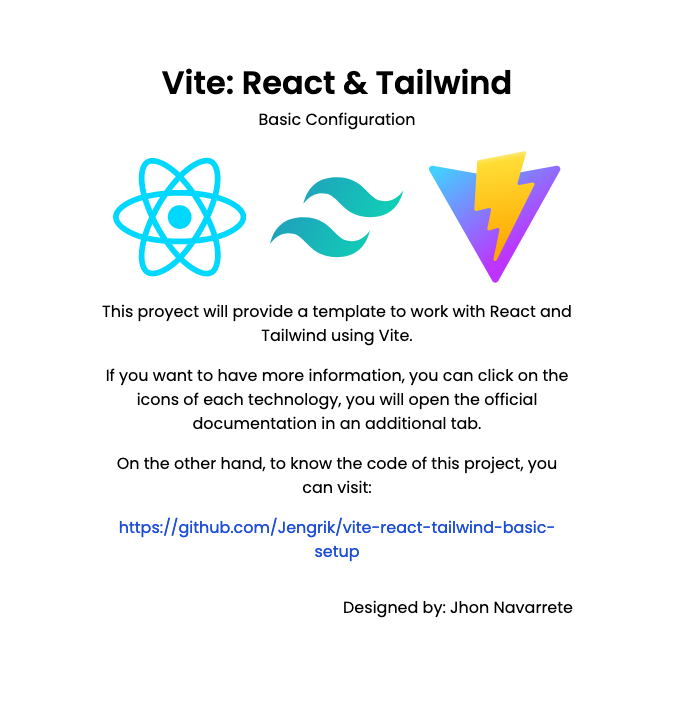 Vite: React & Tailwind
Basic Configuration
This proyect will provide a template to work with React and
Tailwind using Vite.
If you want to have more information, you can click on the
icons of each technology, you will open the official
documentation in an additional tab.
On the other hand, to know the code of this project, you
can visit:
https://github.com/Jengrik/vite-react-tailwind-basic-
setup
Designed by: Jhon Navarrete